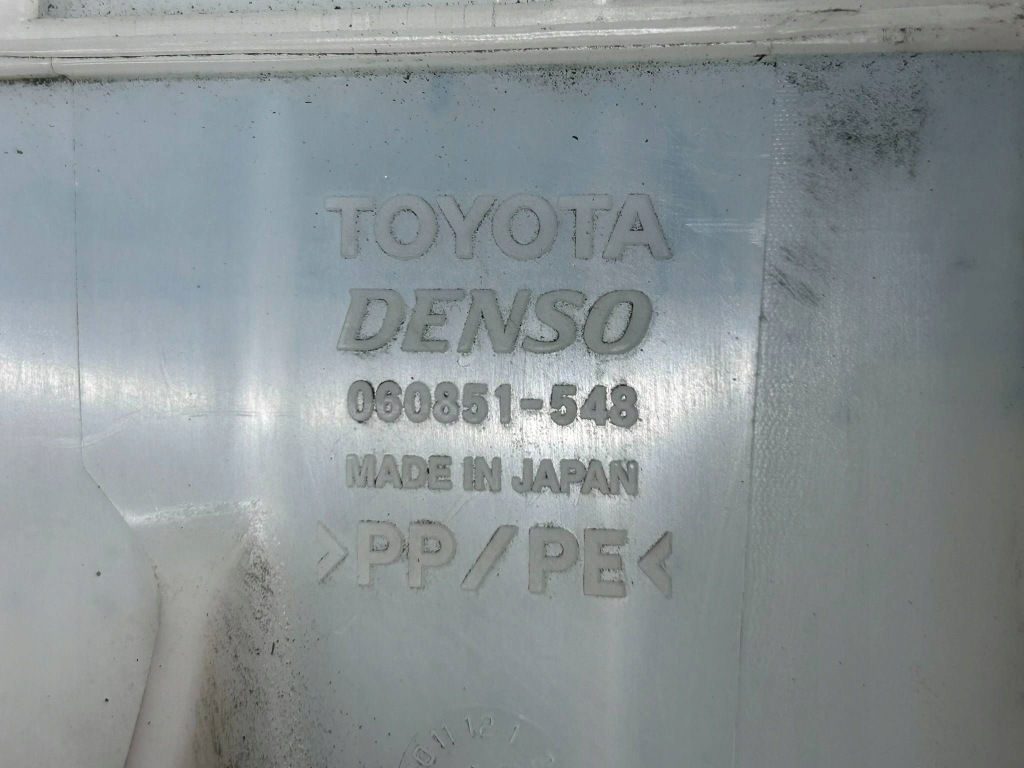 TOYOTA
DENSO
060851-548
MADE IN JAPAN
>PP/PE<